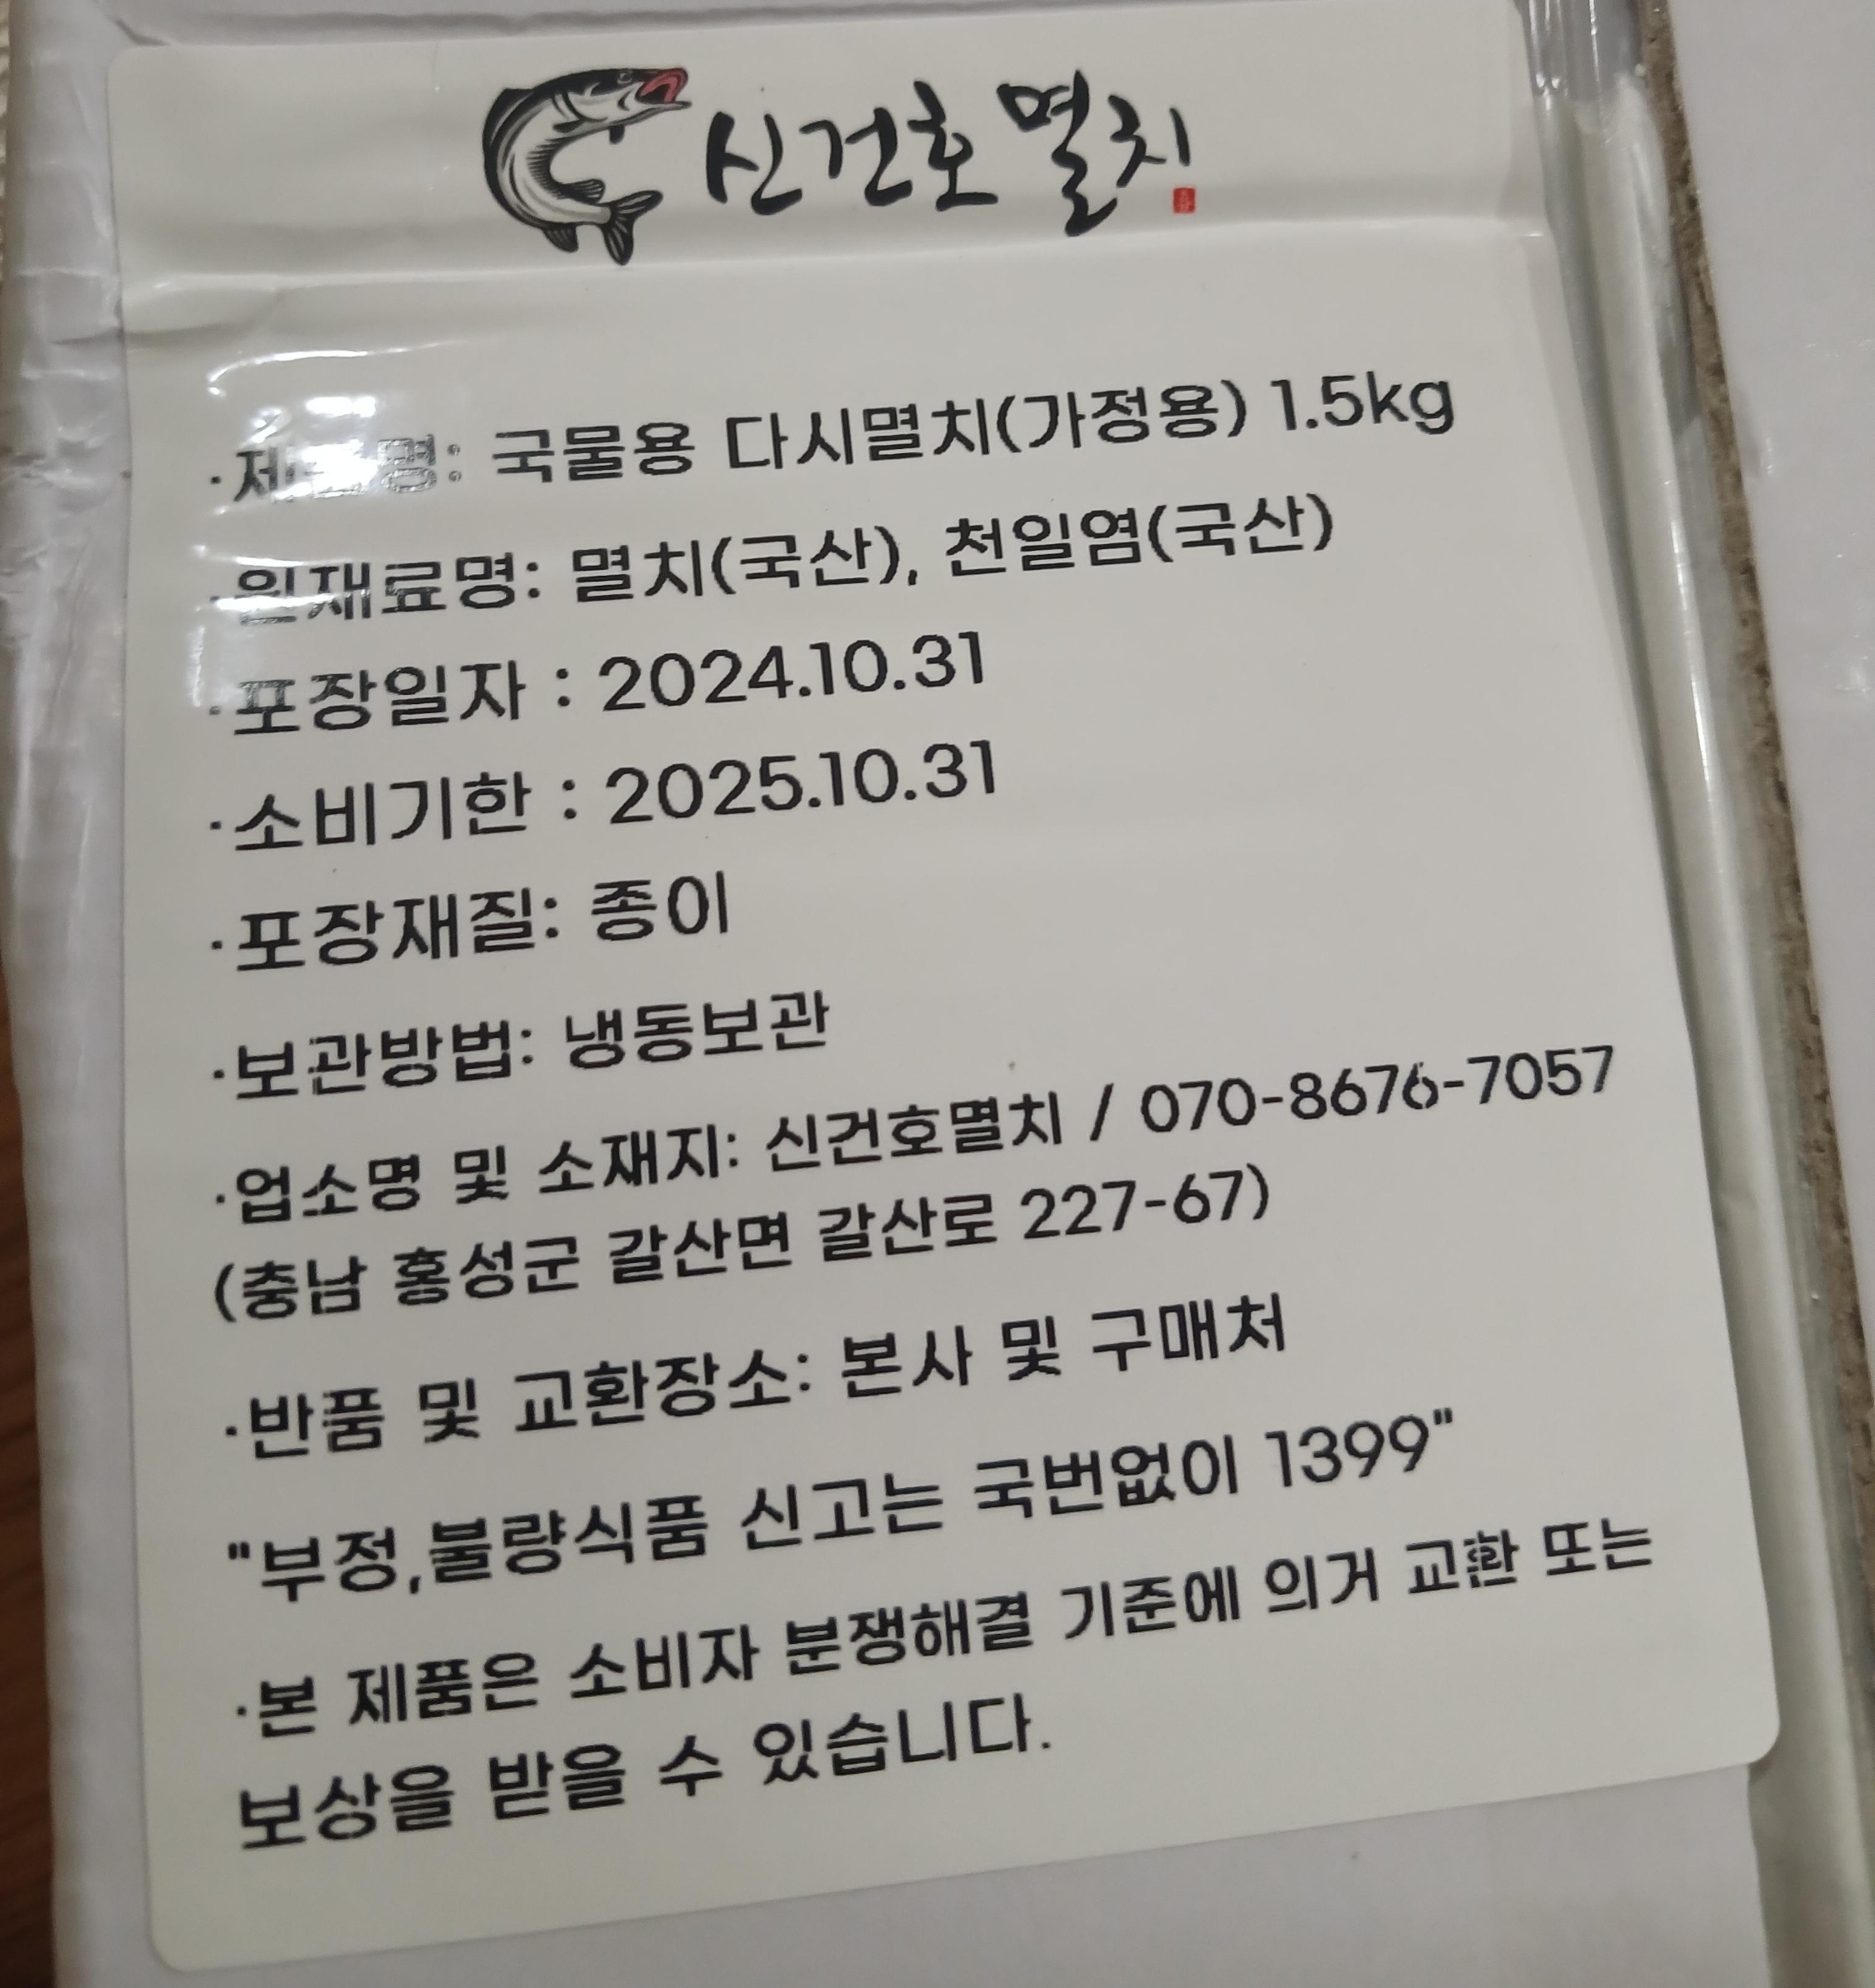 신건호 멸치
·제품명: 국물용 다시멸치(가정용) 1.5kg
·원재료명: 멸치(국산), 천일염(국산)
·포장일자 : 2024.10.31
·소비기한 : 2025.10.31
·포장재질: 종이
·보관방법: 냉동보관
·업소명 및 소재지: 신건호멸치 / 070-8676-7057
(충남 홍성군 갈산면 갈산로 227-67)
·반품 및 교환장소: 본사 및 구매처
"부정,불량식품 신고는 국번없이 1399"
·본 제품은 소비자 분쟁해결 기준에 의거 교환 또는
보상을 받을 수 있습니다.